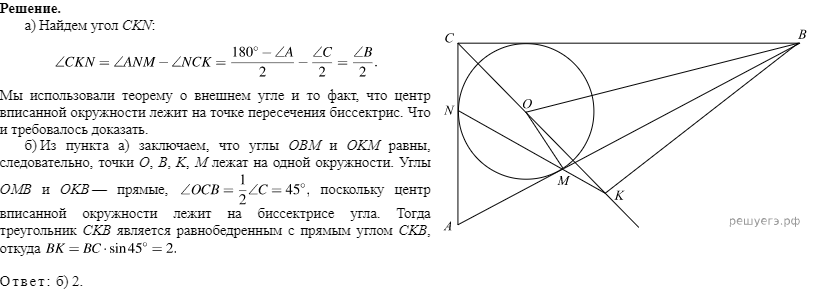 Решение.
а) Найдем угол CKN:
∠CKN = ∠ANM − ∠NCK = (180° − ∠A)/2 − ∠C/2 = ∠B/2.
Мы использовали теорему о внешнем угле и то факт, что центр
вписанной окружности лежит на точке пересечения биссектрис. Что
и требовалось доказать.
б) Из пункта а) заключаем, что углы OBM и OKM равны,
следовательно, точки O, B, K, M лежат на одной окружности. Углы
OMB и OKB — прямые, ∠OCB = 1/2 ∠C = 45°, поскольку центр
вписанной окружности лежит на биссектрисе угла. Тогда
треугольник CKB является равнобедренным с прямым углом CKB,
откуда BK = BC · sin 45° = 2.
Ответ: б) 2.
C
B
N
O
M
K
A
решуегэ.рф